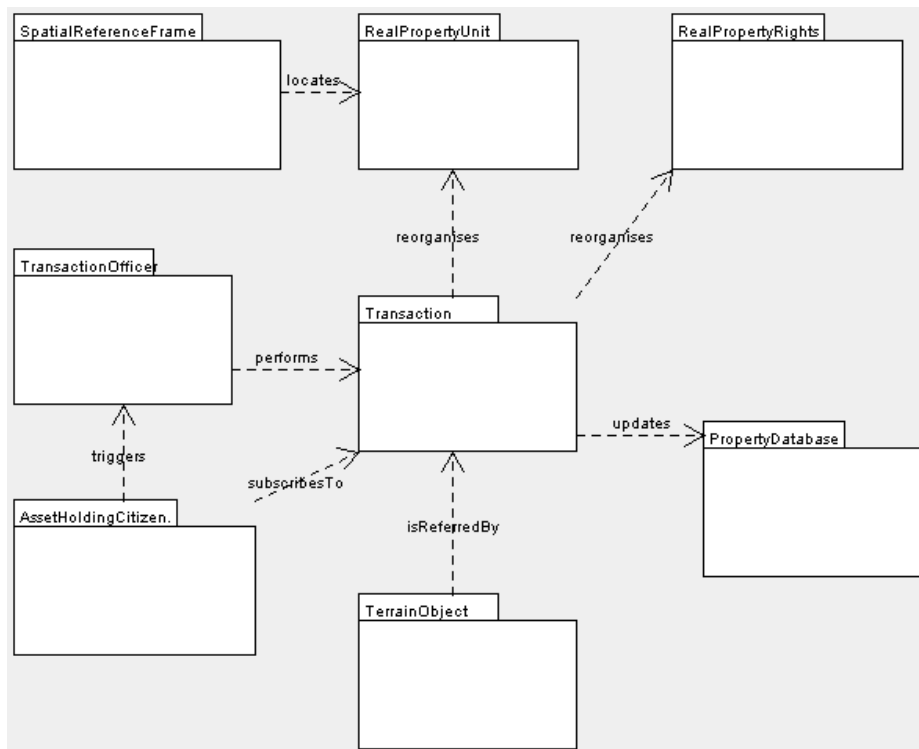 SpatialReferenceFrame
RealPropertyUnit
RealPropertyRights
locates
reorganises
reorganises
TransactionOfficer
Transaction
performs
updates
PropertyDatabase
triggers
subscribesTo
AssetHoldingCitizen.
isReferredBy
TerrainObject